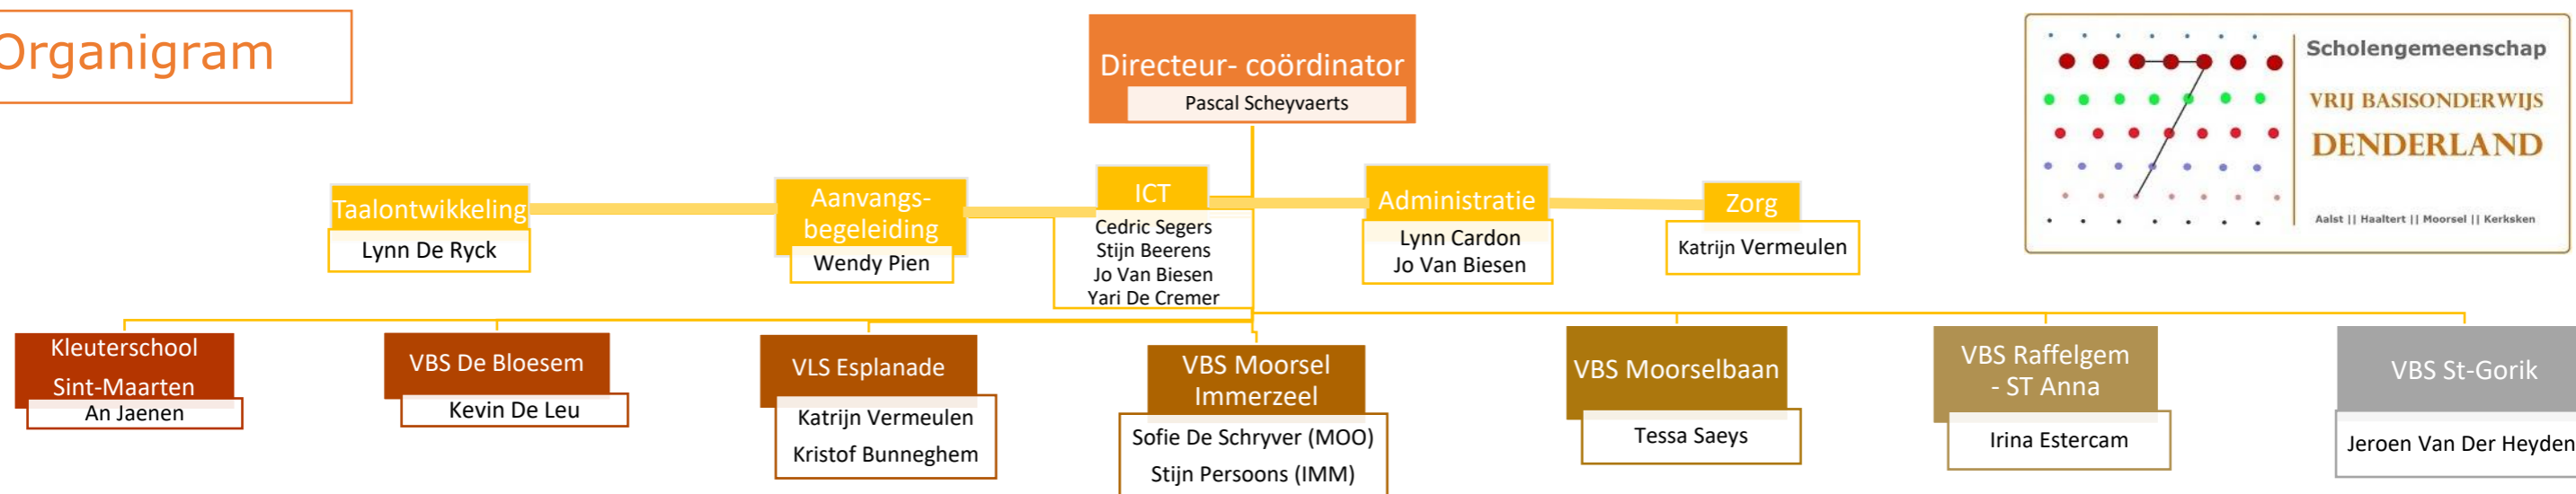 Organigram
Directeur- coördinator
Pascal Scheyvaerts
Scholengemeenschap
VRIJ BASISONDERWIJS
DENDERLAND
Aalst || Haaltert || Moorsel || Kerksken
Taalontwikkeling
Lynn De Ryck
Aanvangs-
begeleiding
Wendy Pien
ICT
Cedric Segers
Stijn Beerens
Jo Van Biesen
Yari De Cremer
Administratie
Lynn Cardon
Jo Van Biesen
Zorg
Katrijn Vermeulen
Kleuterschool
Sint-Maarten
An Jaenen
VBS De Bloesem
Kevin De Leu
VLS Esplanade
Katrijn Vermeulen
Kristof Bunneghem
VBS Moorsel
Immerzeel
Sofie De Schryver (MOO)
Stijn Persoons (IMM)
VBS Moorselbaan
Tessa Saeys
VBS Raffelgem
- ST Anna
Irina Estercam
VBS St-Gorik
Jeroen Van Der Heyden